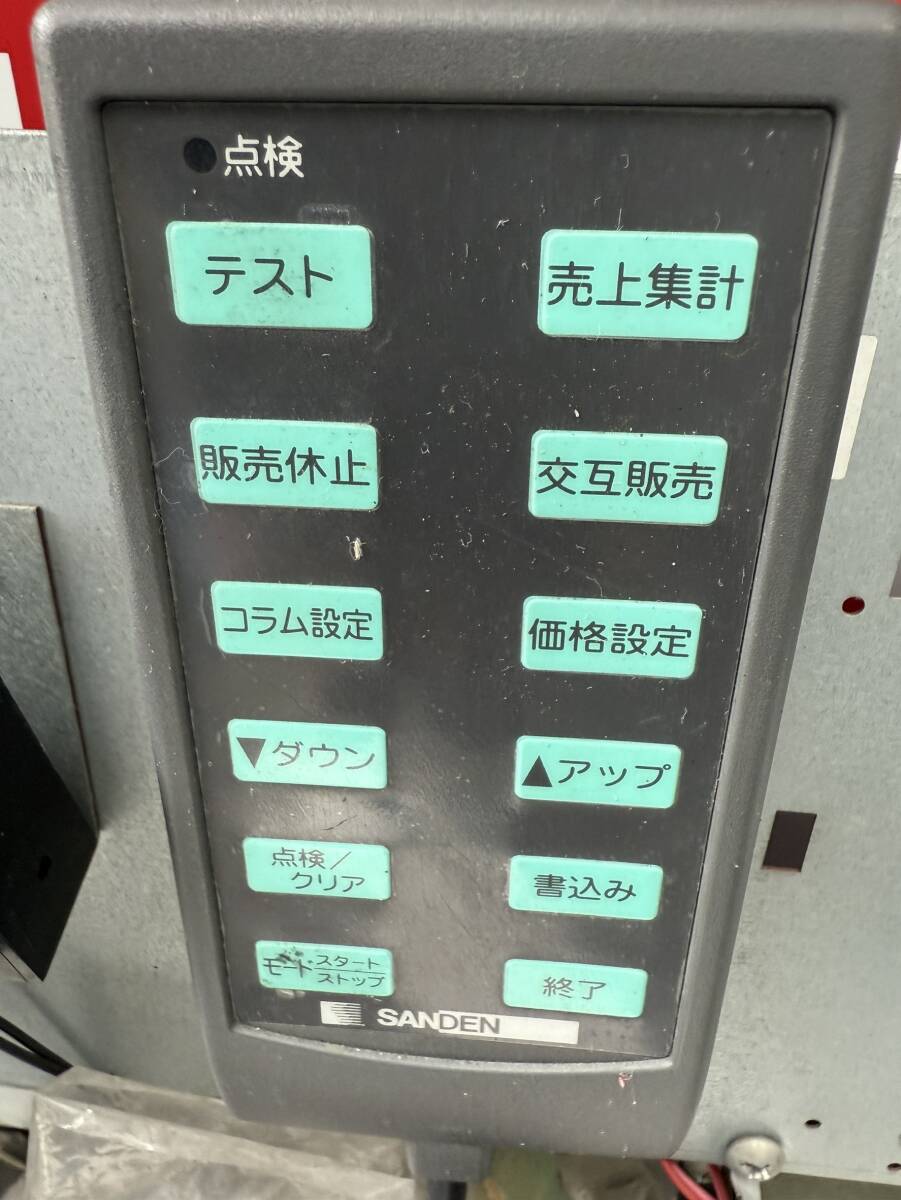 点検
テスト
売上集計
販売休止
交互販売
コラム設定
価格設定
▼ダウン
▲アップ
点検/
クリア
書込み
モード スタート
ストップ
終了
SANDEN